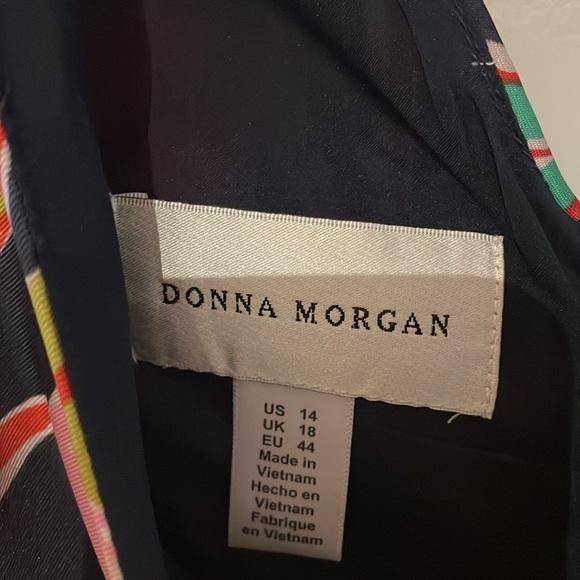 DONNA MORGAN
US 14
UK 18
EU 44
Made in
Vietnam
Hecho en
Vietnam
Fabrique
en Vietnam